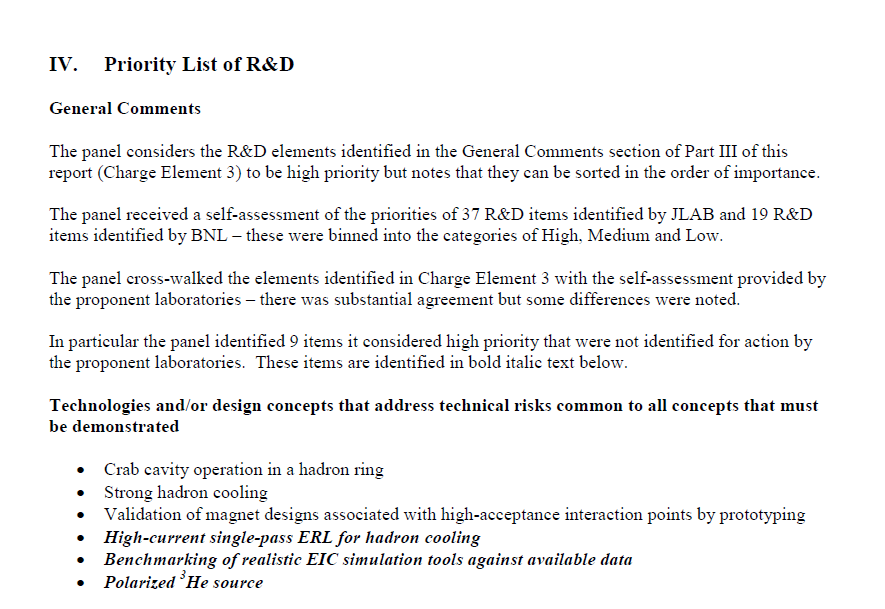 IV. Priority List of R&D
General Comments
The panel considers the R&D elements identified in the General Comments section of Part III of this
report (Charge Element 3) to be high priority but notes that they can be sorted in the order of importance.
The panel received a self-assessment of the priorities of 37 R&D items identified by JLAB and 19 R&D
items identified by BNL – these were binned into the categories of High, Medium and Low.
The panel cross-walked the elements identified in Charge Element 3 with the self-assessment provided by
the proponent laboratories – there was substantial agreement but some differences were noted.
In particular the panel identified 9 items it considered high priority that were not identified for action by
the proponent laboratories. These items are identified in bold italic text below.
Technologies and/or design concepts that address technical risks common to all concepts that must
be demonstrated
• Crab cavity operation in a hadron ring
• Strong hadron cooling
• Validation of magnet designs associated with high-acceptance interaction points by prototyping
• High-current single-pass ERL for hadron cooling
• Benchmarking of realistic EIC simulation tools against available data
• Polarized ³He source